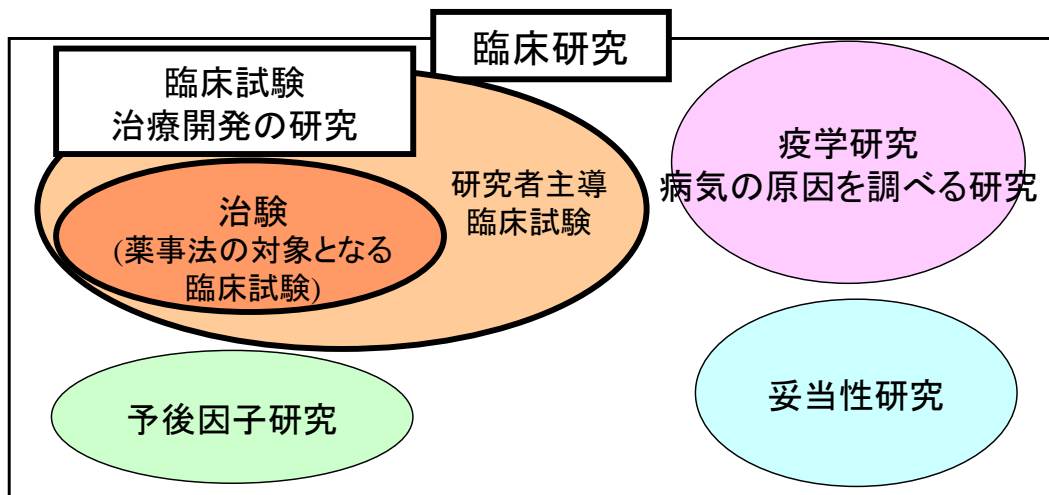 臨床研究
臨床試験
治療開発の研究
研究者主導
臨床試験
治験
(薬事法の対象となる
臨床試験)
疫学研究
病気の原因を調べる研究
予後因子研究
妥当性研究